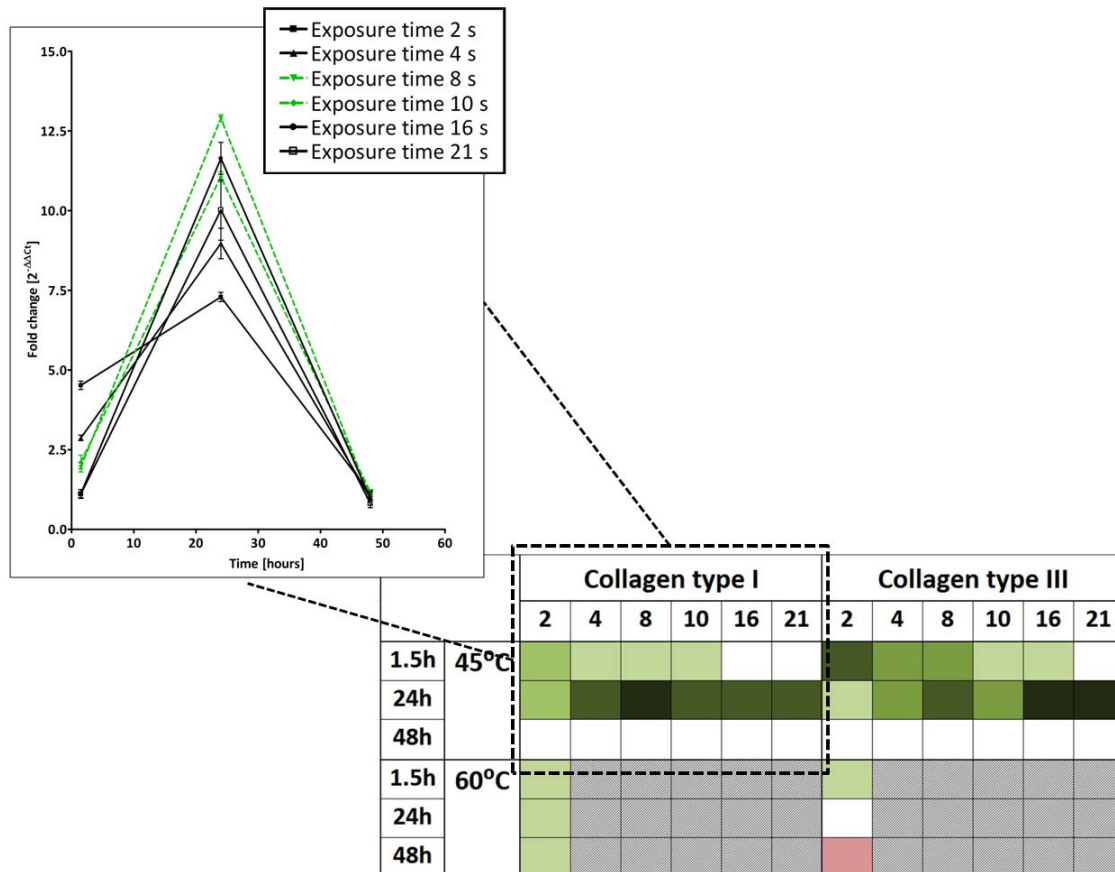 Exposure time 2 s
Exposure time 4 s
Exposure time 8 s
Exposure time 10 s
Exposure time 16 s
Exposure time 21 s
15.0
12.5
10.0
7.5
5.0
2.5
0.0
Fold change [2^-ΔΔCt]
0 10 20 30 40 50 60
Time [hours]
Collagen type I Collagen type III
2 4 8 10 16 21 2 4 8 10 16 21
1.5h 45°C
24h
48h
1.5h 60°C
24h
48h